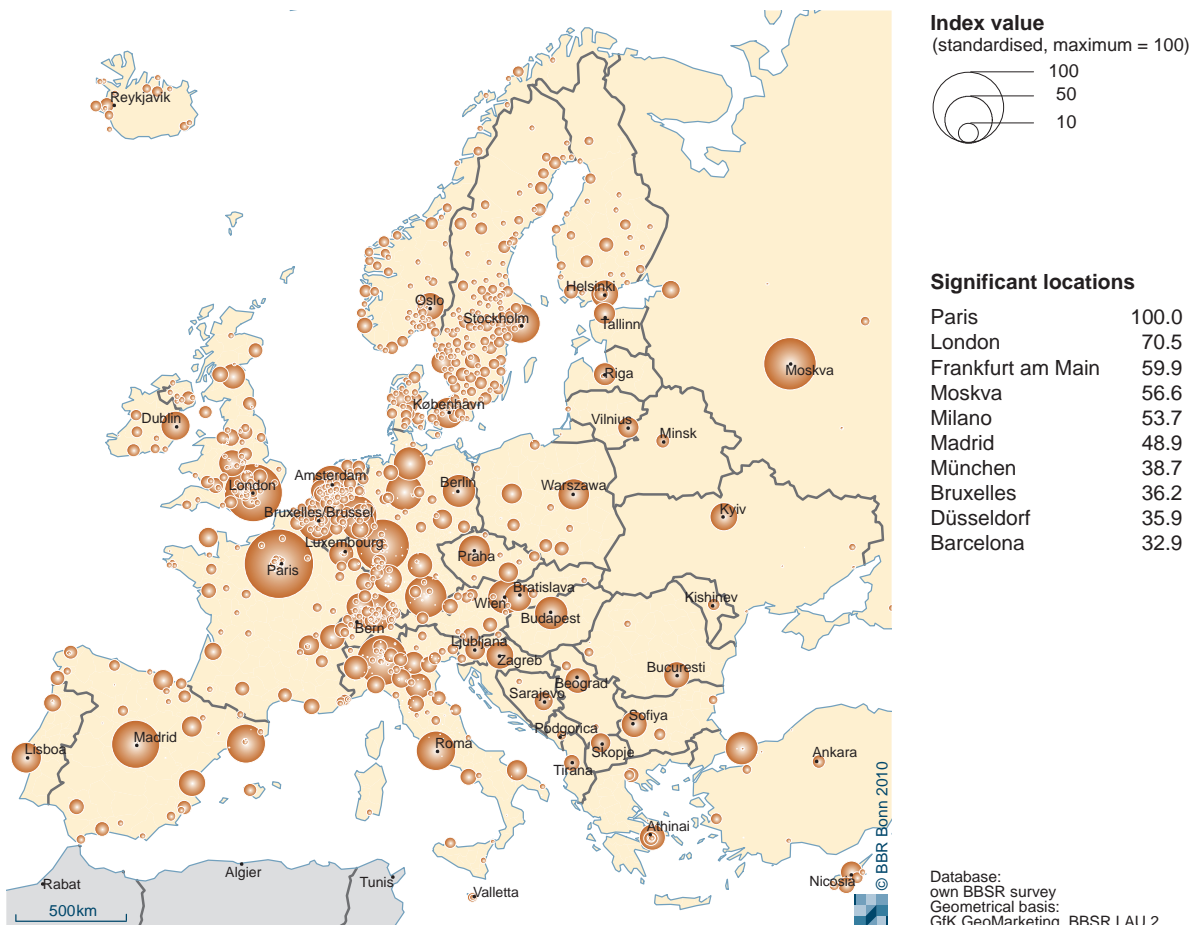 Index value
(standardised, maximum = 100)
100
50
10
Significant locations
Paris 100.0
London 70.5
Frankfurt am Main 59.9
Moskva 56.6
Milano 53.7
Madrid 48.9
München 38.7
Bruxelles 36.2
Düsseldorf 35.9
Barcelona 32.9
Reykjavik
Oslo
Helsinki
Stockholm
Tallinn
Moskva
Riga
København
Dublin
Vilnius
Minsk
London
Amsterdam
Berlin
Warszawa
Bruxelles/Brussel
Kyiv
Luxembourg
Paris
Praha
Wien
Bratislava
Budapest
Kishinev
Bern
Ljubljana
Zagreb
Beograd
Bucuresti
Sarajevo
Podgorica
Sofiya
Skopje
Tirana
Lisboa
Madrid
Roma
Ankara
Athinai
Nicosia
Valletta
Rabat
Algier
Tunis
500km
© BBR Bonn 2010
Database:
own BBSR survey
Geometrical basis:
GfK GeoMarketing, BBSR LAU 2